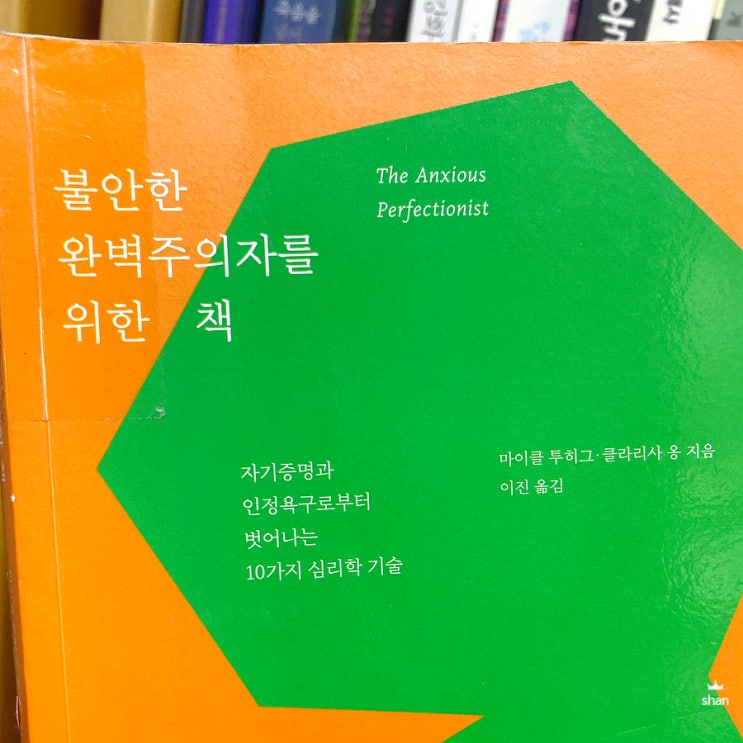 죽음을
불안한
완벽주의자를
위한 책
The Anxious
Perfectionist
자기증명과
인정욕구로부터
벗어나는
10가지 심리학 기술
마이클 투히그·클라리사 옹 지음
이진 옮김
shan